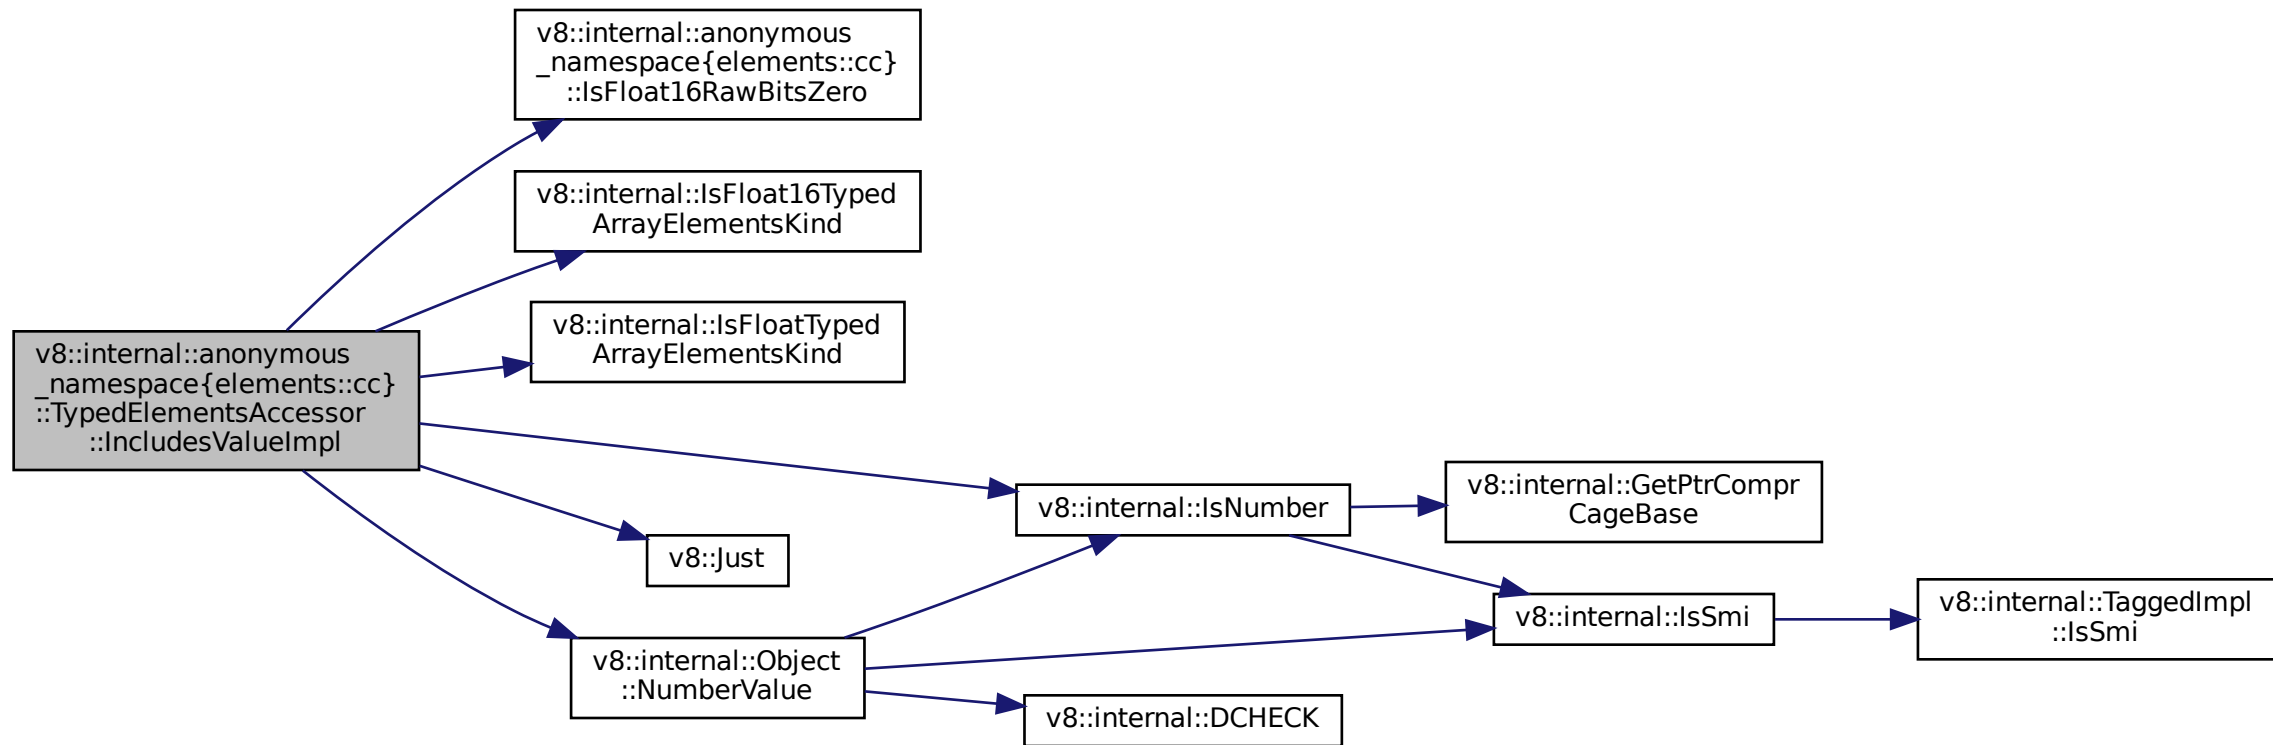 v8::internal::anonymous
_namespace{elements::cc}
::IsFloat16RawBitsZero
v8::internal::IsFloat16Typed
ArrayElementsKind
v8::internal::IsFloatTyped
ArrayElementsKind
v8::internal::anonymous
_namespace{elements::cc}
::TypedElementsAccessor
::IncludesValueImpl
v8::internal::IsNumber
v8::internal::GetPtrCompr
CageBase
v8::Just
v8::internal::IsSmi
v8::internal::TaggedImpl
::IsSmi
v8::internal::Object
::NumberValue
v8::internal::DCHECK